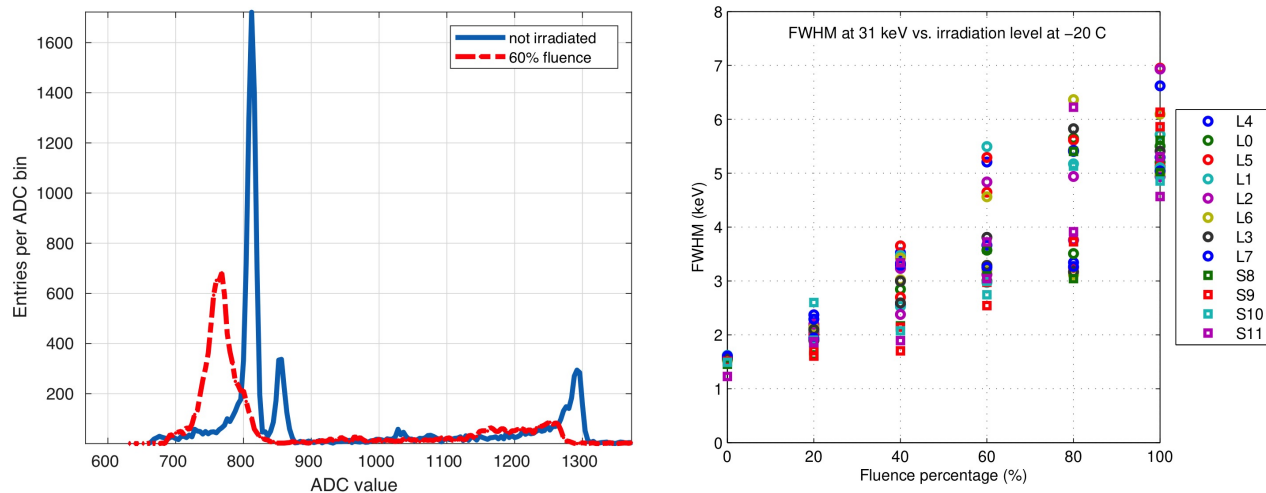 1600
1400
1200
1000
800
600
400
200
600 700 800 900 1000 1100 1200 1300
ADC value
Entries per ADC bin
not irradiated
60% fluence
FWHM at 31 keV vs. irradiation level at −20 C
8
7
6
5
4
3
2
1
0
0 20 40 60 80 100
Fluence percentage (%)
FWHM (keV)
L4
L0
L5
L1
L2
L6
L3
L7
S8
S9
S10
S11